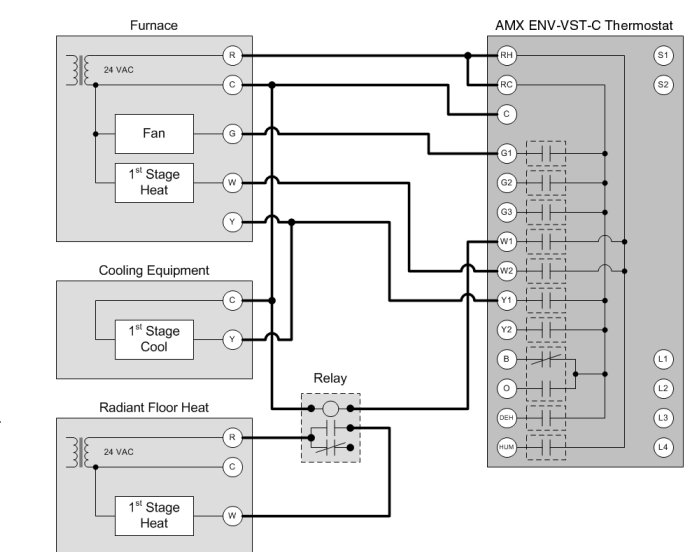 Furnace
AMX ENV-VST-C Thermostat
24 VAC
R
C
Fan
G
1st Stage
Heat
W
Y
Cooling Equipment
C
1st Stage
Cool
Y
Relay
Radiant Floor Heat
24 VAC
R
C
1st Stage
Heat
W
RH
RC
C
G1
G2
G3
W1
W2
Y1
Y2
B
O
DEH
HUM
S1
S2
L1
L2
L3
L4